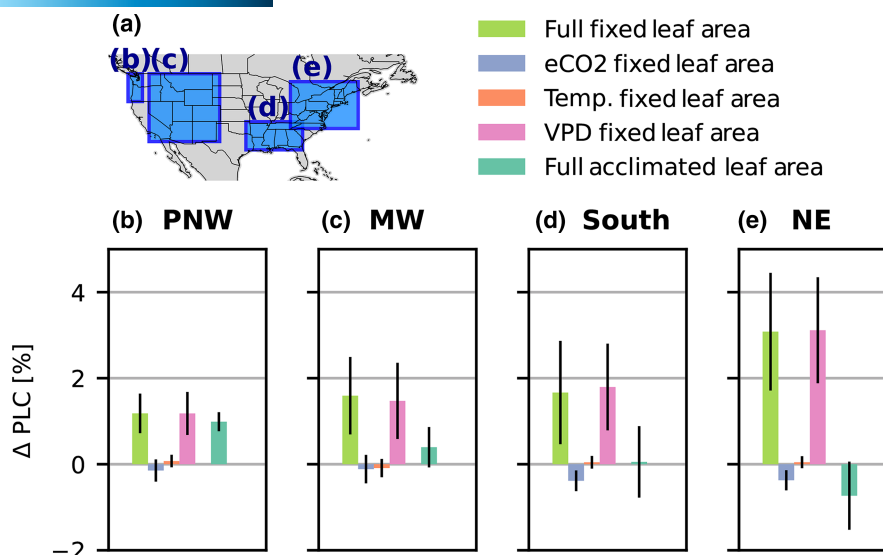 (a)
(b)(c)
(d)
(e)
Full fixed leaf area
eCO2 fixed leaf area
Temp. fixed leaf area
VPD fixed leaf area
Full acclimated leaf area
(b) PNW
(c) MW
(d) South
(e) NE
Δ PLC [%]
4
2
0
−2